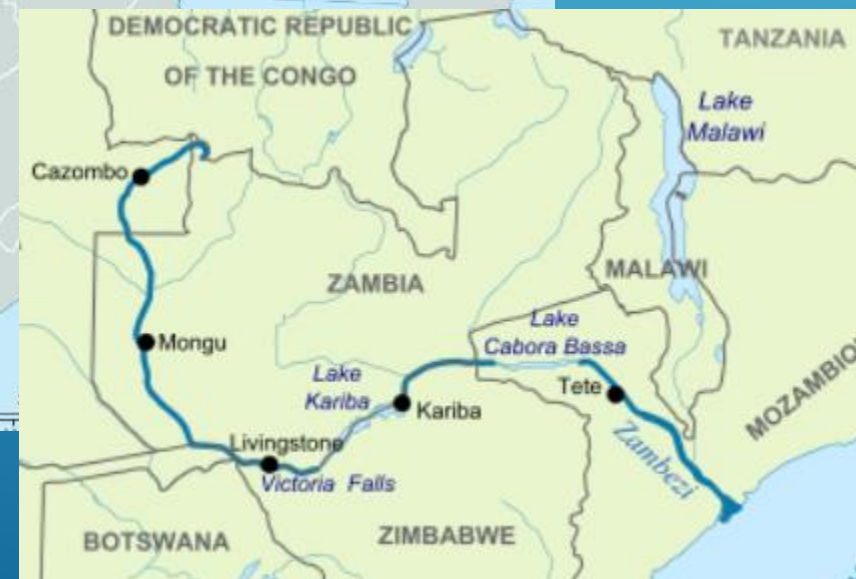 DEMOCRATIC REPUBLIC
OF THE CONGO
TANZANIA
Lake
Malawi
Cazombo
ZAMBIA
MALAWI
Mongu
Lake
Cabora Bassa
Lake
Kariba
Kariba
Tete
MOZAMBIQU
Livingstone
Victoria Falls
Zambezi
BOTSWANA
ZIMBABWE